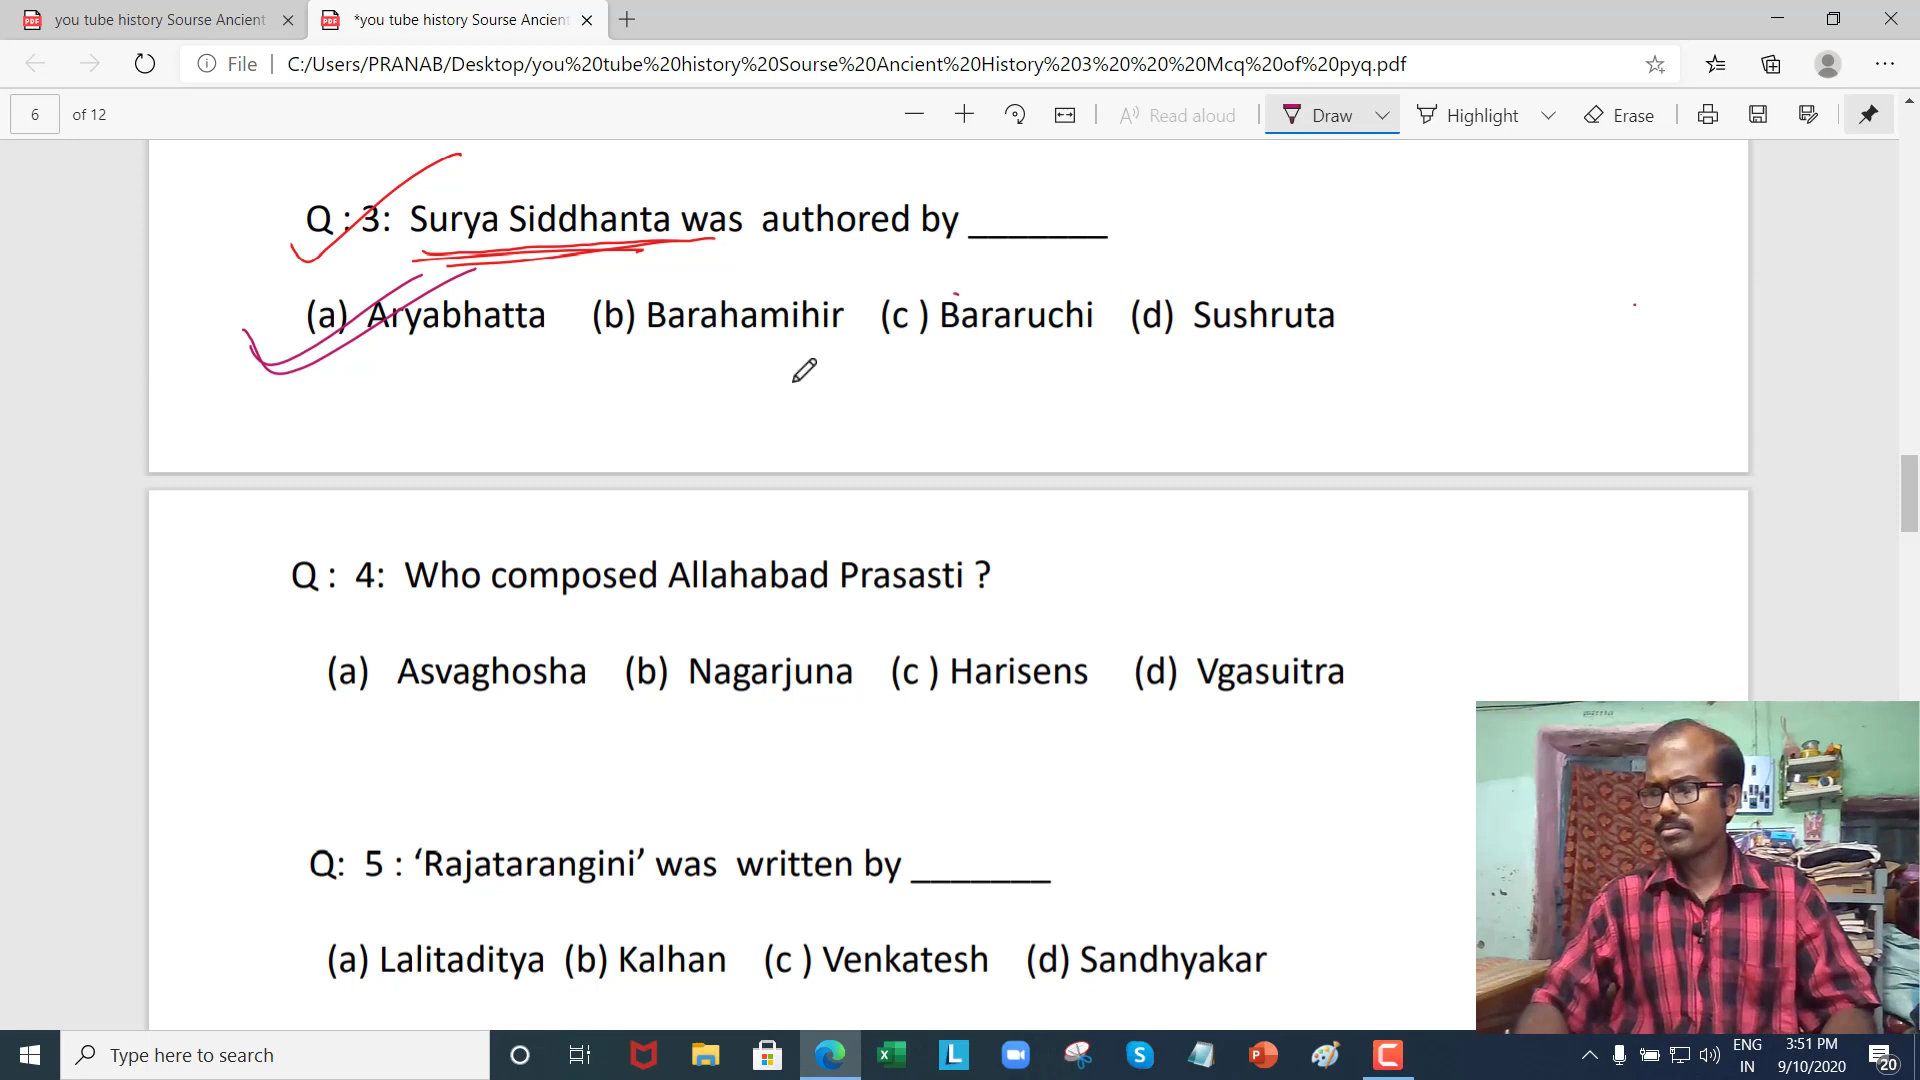 you tube history Sourse Ancient
*you tube history Sourse Ancien
File
C:/Users/PRANAB/Desktop/you%20tube%20history%20Sourse%20Ancient%20History%203%20%20%20Mcq%20of%20pyq.pdf
6 of 12
Read aloud
Draw
Highlight
Erase
Q : 3: Surya Siddhanta was authored by _______
(a) Aryabhatta (b) Barahamihir (c ) Bararuchi (d) Sushruta
Q : 4: Who composed Allahabad Prasasti ?
(a) Asvaghosha (b) Nagarjuna (c ) Harisens (d) Vgasuitra
Q: 5 : ‘Rajatarangini’ was written by _______
(a) Lalitaditya (b) Kalhan (c ) Venkatesh (d) Sandhyakar
Type here to search
ENG
IN
3:51 PM
9/10/2020
20